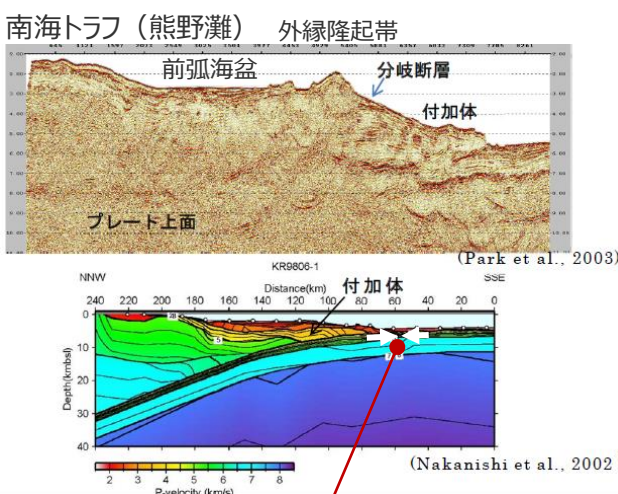 南海トラフ（熊野灘） 外縁隆起帯
前弧海盆
分岐断層
付加体
プレート上面
(Park et al., 2003)
KR9806-1
NNW
SSE
Distance(km)
付加体
240 220 200 180 160 140 120 100 80 60 40 20 0
0
10
20
30
40
Depth(kmbsl)
(Nakanishi et al., 2002
2 3 4 5 6 7 8
P-velocity (km/s)